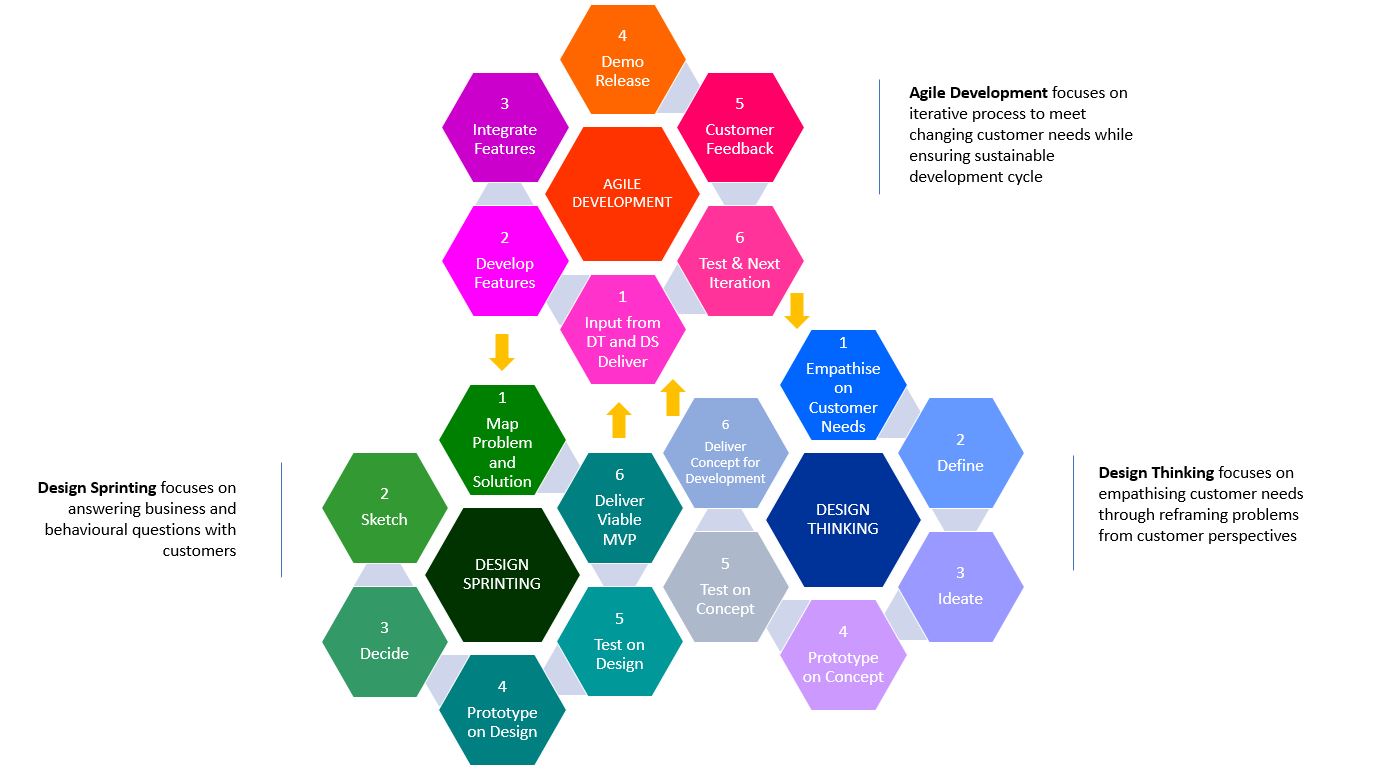 4
Demo
Release
3
Integrate
Features
5
Customer
Feedback
AGILE
DEVELOPMENT
2
Develop
Features
6
Test & Next
Iteration
1
Input from
DT and DS
Deliver
Agile Development focuses on
iterative process to meet
changing customer needs while
ensuring sustainable
development cycle
1
Map
Problem
and
Solution
2
Sketch
6
Deliver
Viable
MVP
DESIGN
SPRINTING
3
Decide
5
Test on
Design
4
Prototype
on Design
Design Sprinting focuses on
answering business and
behavioural questions with
customers
1
Empathise
on
Customer
Needs
6
Deliver
Concept for
Development
2
Define
DESIGN
THINKING
5
Test on
Concept
3
Ideate
4
Prototype
on Concept
Design Thinking focuses on
empathising customer needs
through reframing problems
from customer perspectives